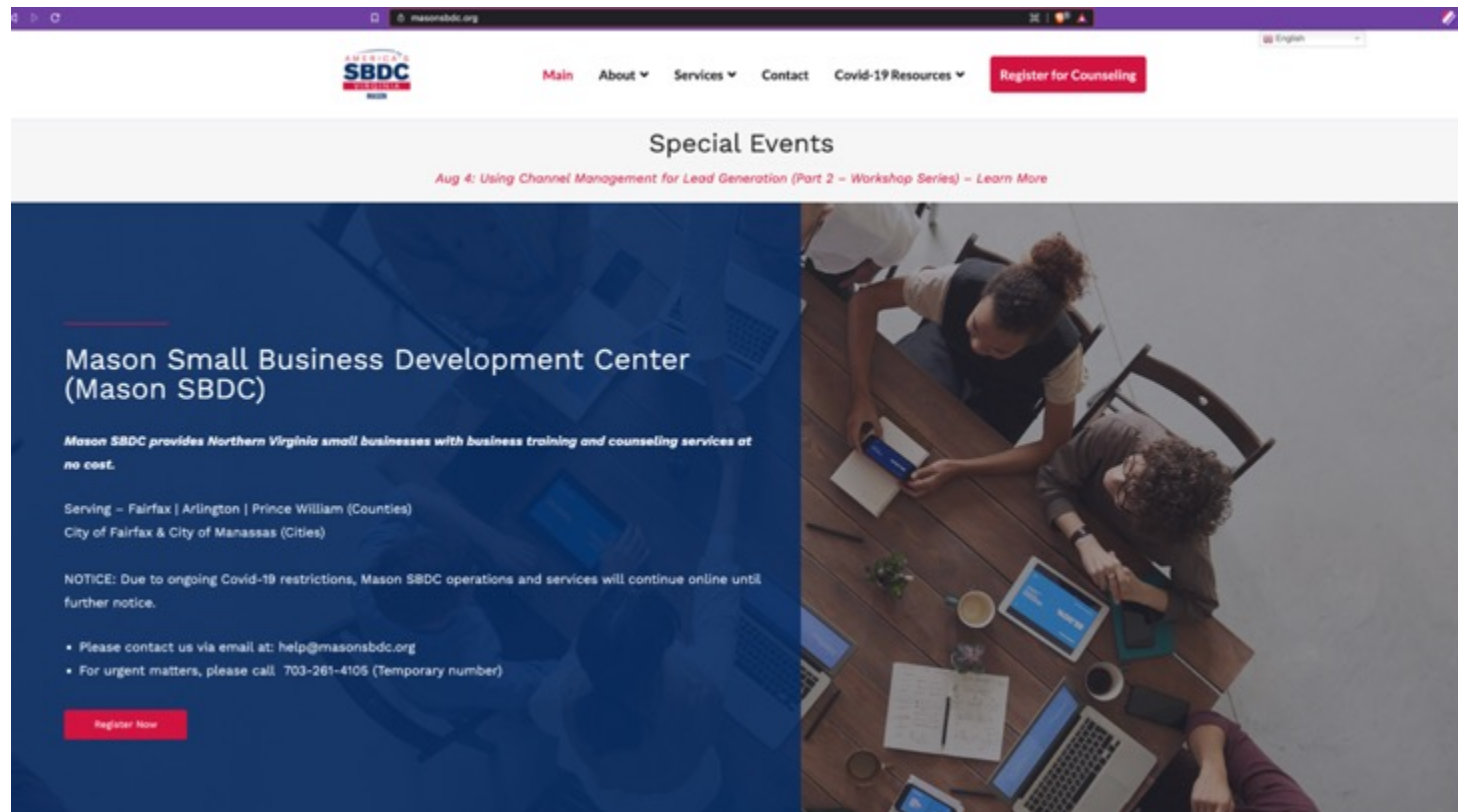 masonsbdc.org
English
AMERICA'S
SBDC
VIRGINIA
Main
About
Services
Contact
Covid-19 Resources
Register for Counseling
Special Events
Aug 4: Using Channel Management for Lead Generation (Part 2 – Workshop Series) – Learn More
Mason Small Business Development Center
(Mason SBDC)
Mason SBDC provides Northern Virginia small businesses with business training and counseling services at
no cost.
Serving – Fairfax | Arlington | Prince William (Counties)
City of Fairfax & City of Manassas (Cities)
NOTICE: Due to ongoing Covid-19 restrictions, Mason SBDC operations and services will continue online until
further notice.
• Please contact us via email at: help@masonsbdc.org
• For urgent matters, please call 703-261-4105 (Temporary number)
Register Now